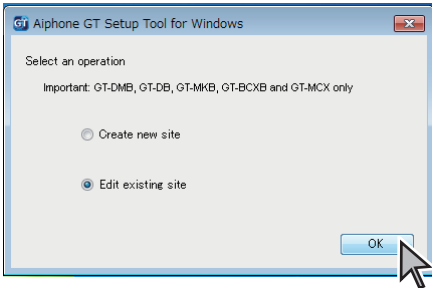 GT Aiphone GT Setup Tool for Windows
Select an operation
Important: GT-DMB, GT-DB, GT-MKB, GT-BCXB and GT-MCX only
Create new site
Edit existing site
OK